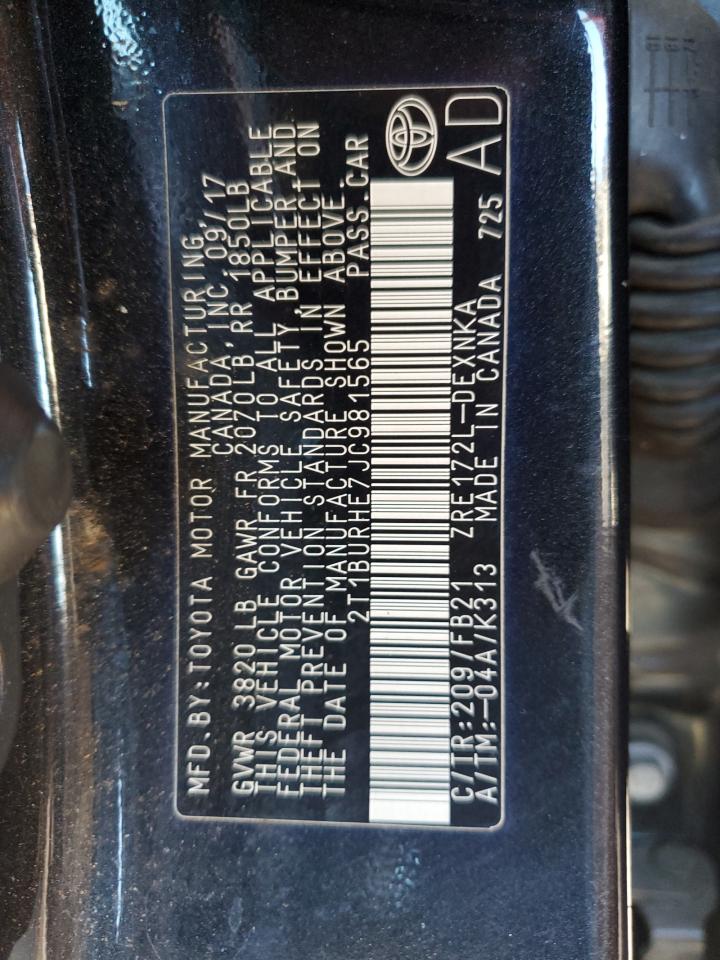 MFD.BY:TOYOTA MOTOR MANUFACTURING,
CANADA, INC. 09/17
GVWR 3820LB GAWR FR 2070LB,RR 1850LB
THIS VEHICLE CONFORMS TO ALL APPLICABLE
FEDERAL MOTOR VEHICLE SAFETY,BUMPER AND
THEFT PREVENTION STANDARDS IN EFFECT ON
THE DATE OF MANUFACTURE SHOWN ABOVE.
2T1BURHE7JC981565 PASS.CAR
C/TR:209/FB21 ZRE172L-DEXNKA
A/TM:-04A/K313 MADE IN CANADA 725
AD